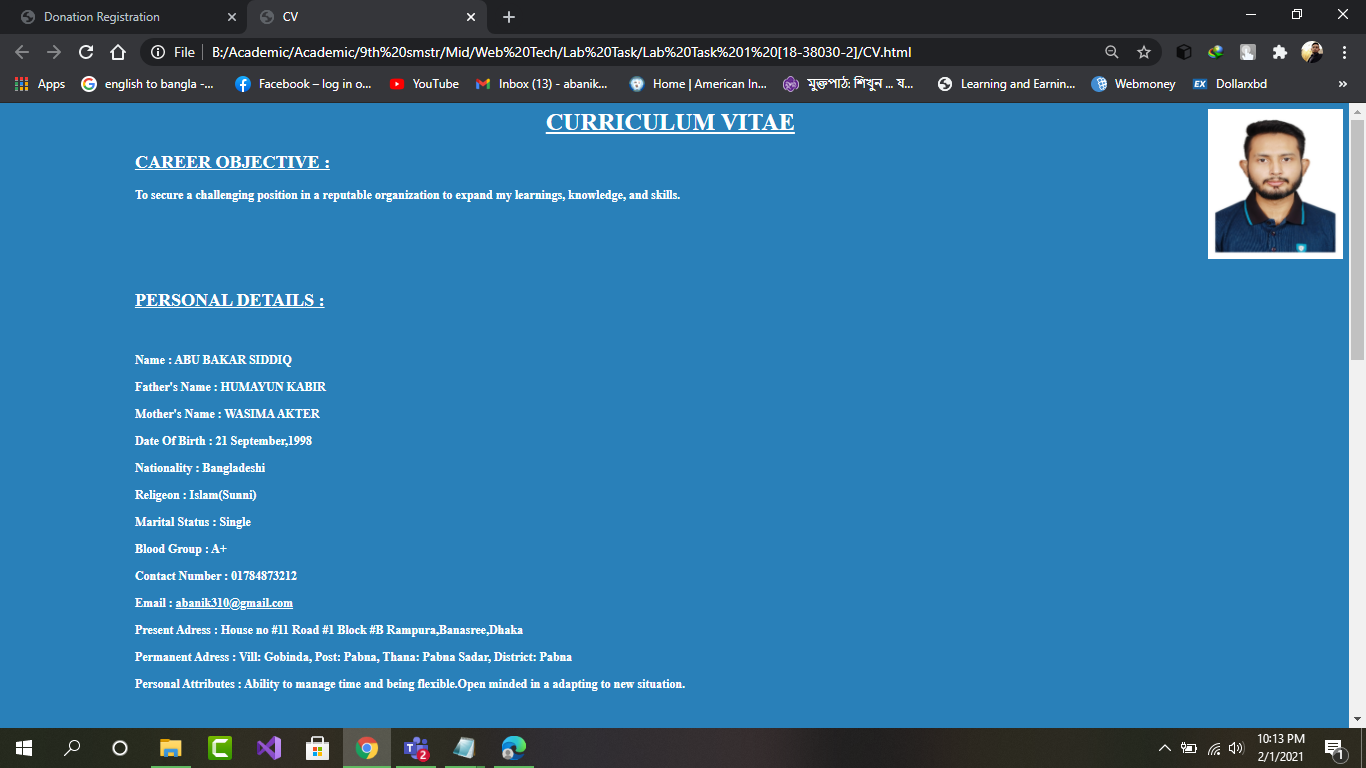 Donation Registration
CV
File
B:/Academic/Academic/9th%20smstr/Mid/Web%20Tech/Lab%20Task/Lab%20Task%201%20[18-38030-2]/CV.html
Apps
english to bangla -...
Facebook – log in o...
YouTube
Inbox (13) - abanik...
Home | American In...
মুক্তপাঠ: শিখুন ... য...
Learning and Earnin...
Webmoney
EX
Dollarxbd
»
CURRICULUM VITAE
CAREER OBJECTIVE :
To secure a challenging position in a reputable organization to expand my learnings, knowledge, and skills.
PERSONAL DETAILS :
Name : ABU BAKAR SIDDIQ
Father's Name : HUMAYUN KABIR
Mother's Name : WASIMA AKTER
Date Of Birth : 21 September,1998
Nationality : Bangladeshi
Religeon : Islam(Sunni)
Marital Status : Single
Blood Group : A+
Contact Number : 01784873212
Email : abanik310@gmail.com
Present Adress : House no #11 Road #1 Block #B Rampura,Banasree,Dhaka
Permanent Adress : Vill: Gobinda, Post: Pabna, Thana: Pabna Sadar, District: Pabna
Personal Attributes : Ability to manage time and being flexible.Open minded in a adapting to new situation.
2
10:13 PM
2/1/2021
1